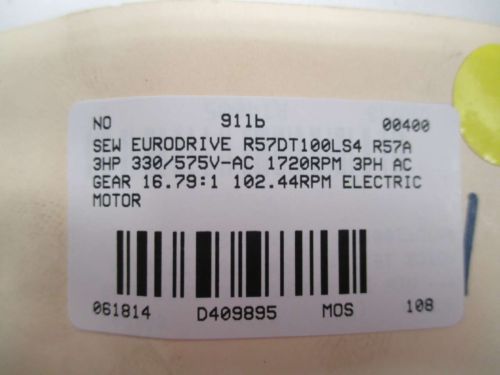 NO 91lb 00400
SEW EURODRIVE R57DT100LS4 R57A
3HP 330/575V-AC 1720RPM 3PH AC
GEAR 16.79:1 102.44RPM ELECTRIC
MOTOR
061814 D409895 MOS 108